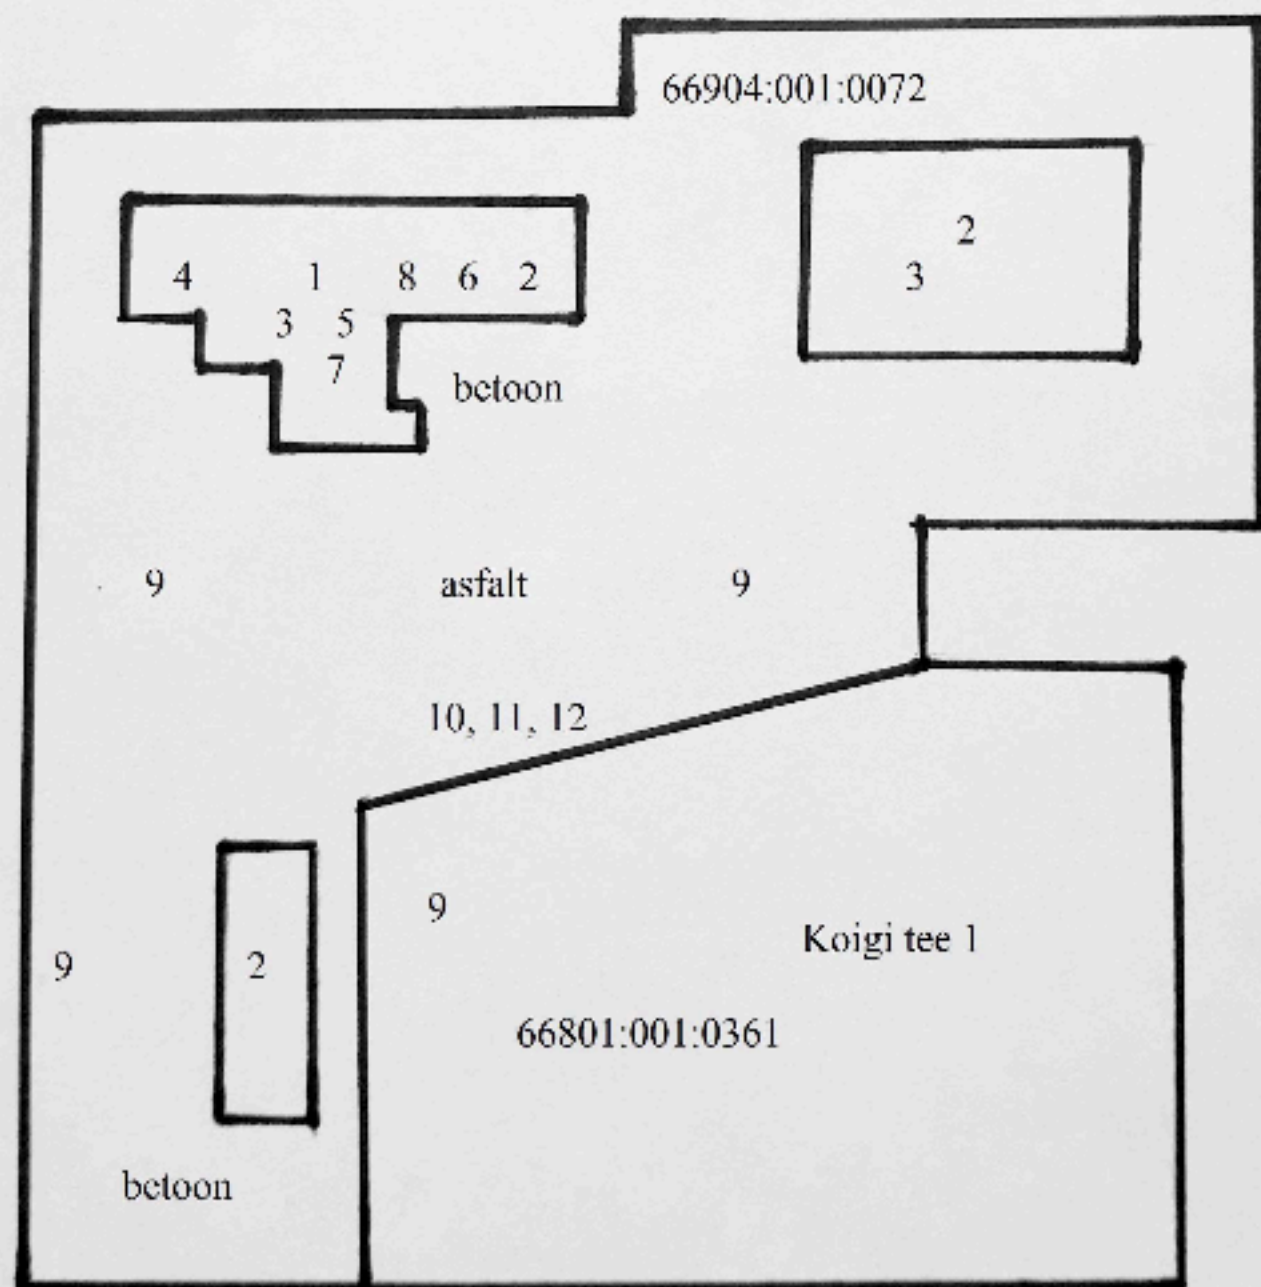 66904:001:0072
2
3
4 1 8 6 2
3 5
7
betoon
9 asfalt 9
10, 11, 12
9
Koigi tee 1
9 2
66801:001:0361
betoon